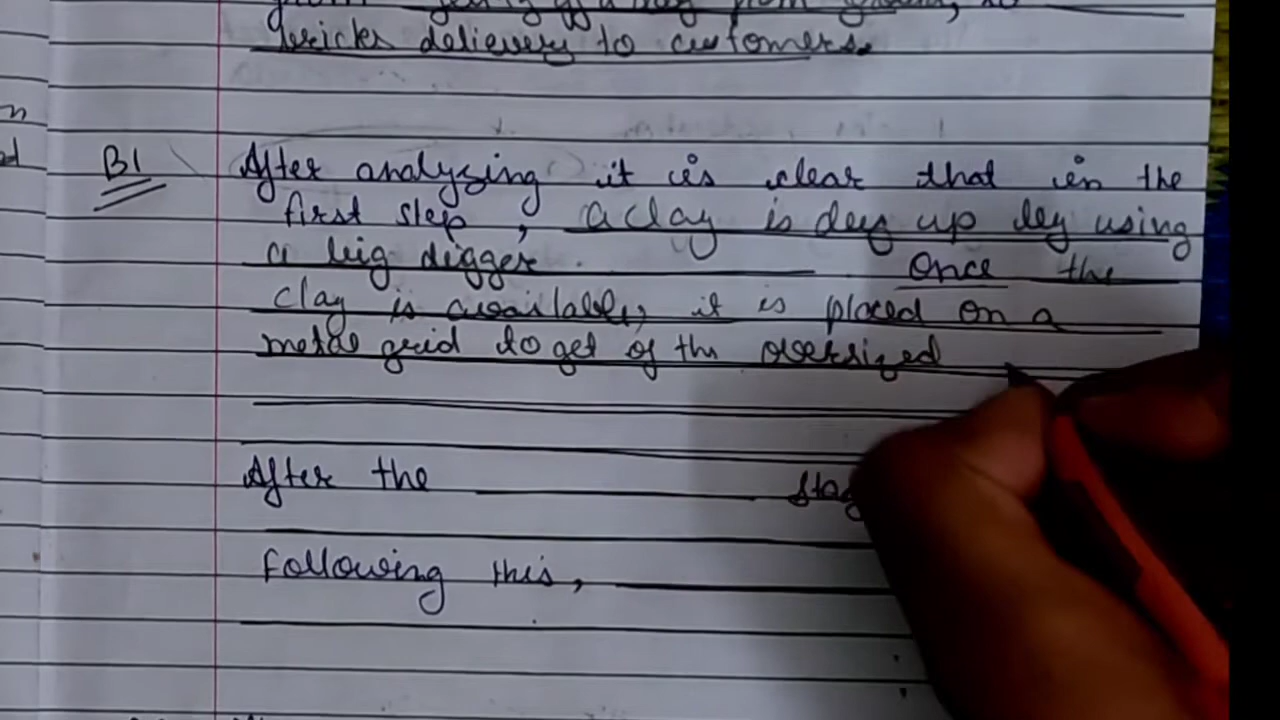 bricks delievery to customers.
B1 After analyzing it is clear that in the
first step, a clay is dug up by using
a big digger. Once the
clay is available, it is placed on a
metal grid to get of the oversized
After the
Following this,